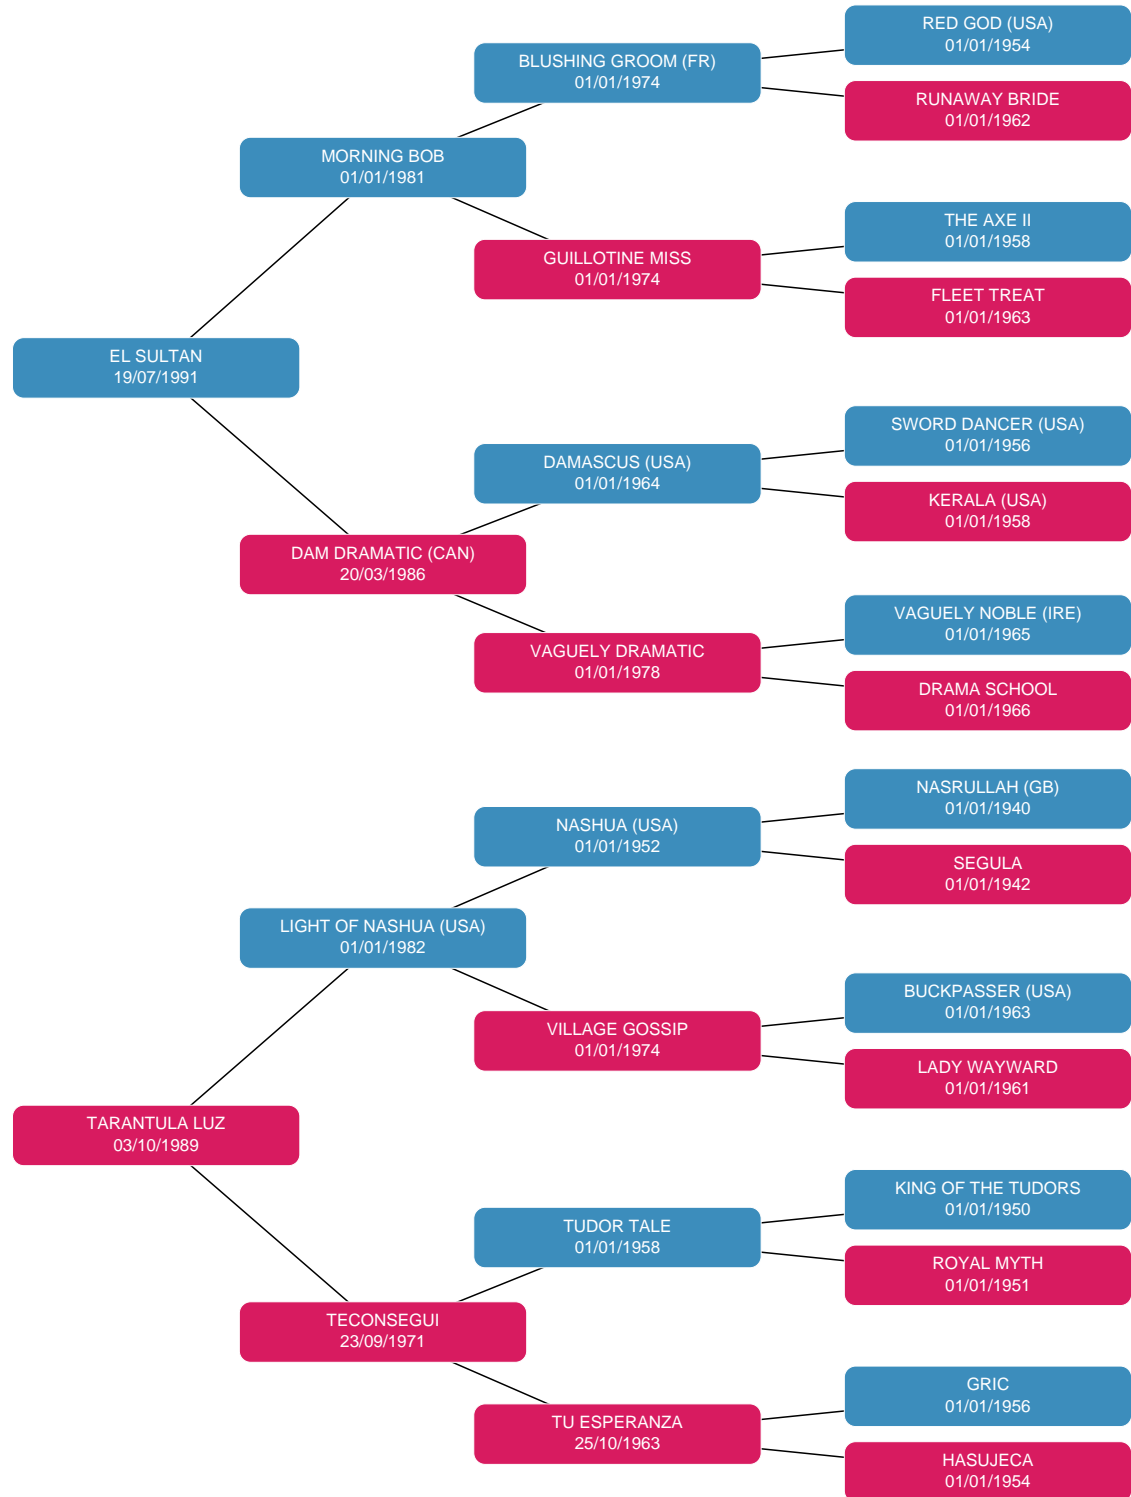 RED GOD (USA)
01/01/1954
BLUSHING GROOM (FR)
01/01/1974
RUNAWAY BRIDE
01/01/1962
MORNING BOB
01/01/1981
THE AXE II
01/01/1958
GUILLOTINE MISS
01/01/1974
FLEET TREAT
01/01/1963
EL SULTAN
19/07/1991
SWORD DANCER (USA)
01/01/1956
DAMASCUS (USA)
01/01/1964
KERALA (USA)
01/01/1958
DAM DRAMATIC (CAN)
20/03/1986
VAGUELY NOBLE (IRE)
01/01/1965
VAGUELY DRAMATIC
01/01/1978
DRAMA SCHOOL
01/01/1966
NASRULLAH (GB)
01/01/1940
NASHUA (USA)
01/01/1952
SEGULA
01/01/1942
LIGHT OF NASHUA (USA)
01/01/1982
BUCKPASSER (USA)
01/01/1963
VILLAGE GOSSIP
01/01/1974
LADY WAYWARD
01/01/1961
TARANTULA LUZ
03/10/1989
KING OF THE TUDORS
01/01/1950
TUDOR TALE
01/01/1958
ROYAL MYTH
01/01/1951
TECONSEGUI
23/09/1971
GRIC
01/01/1956
TU ESPERANZA
25/10/1963
HASUJECA
01/01/1954